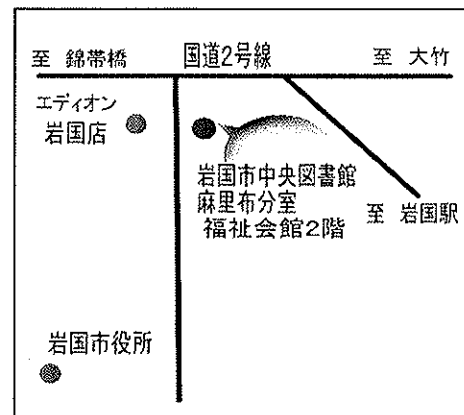 至 錦帯橋
国道2号線
至 大竹
エディオン
岩国店
岩国市中央図書館
麻里布分室
福祉会館2階
至 岩国駅
岩国市役所